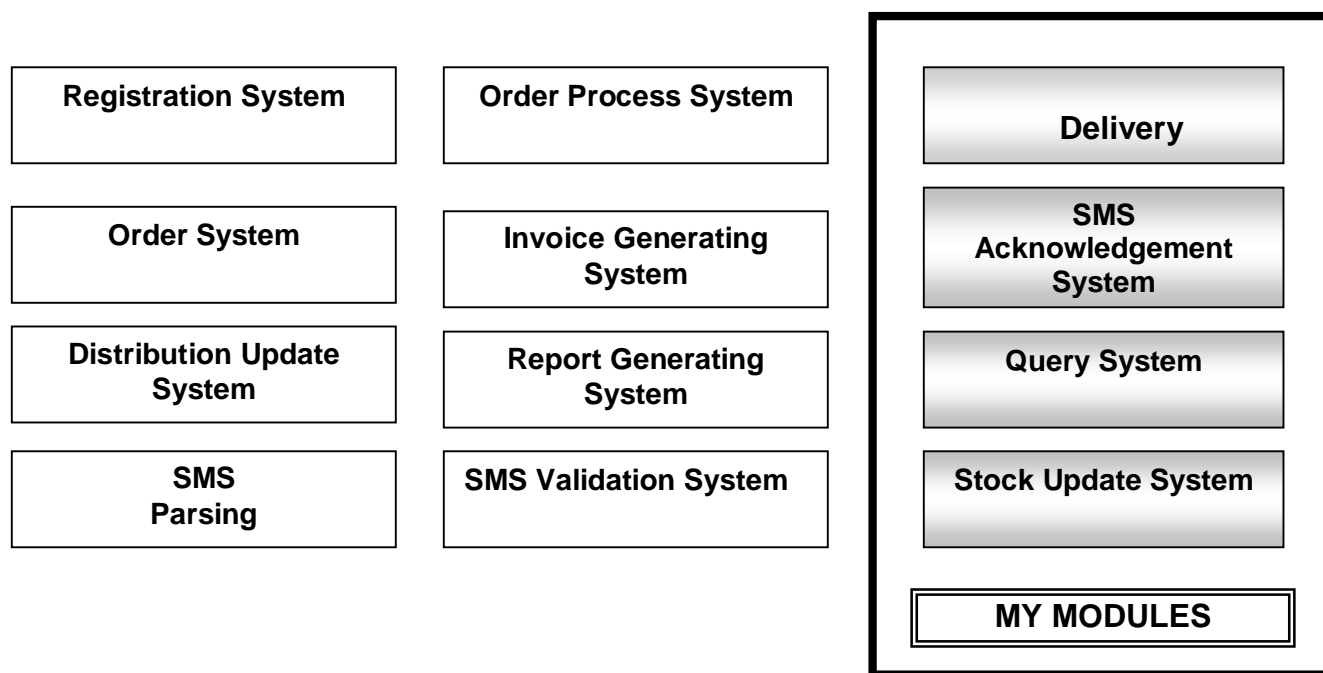 Registration System
Order Process System
Delivery
Order System
Invoice Generating
System
SMS
Acknowledgement
System
Distribution Update
System
Report Generating
System
Query System
SMS
Parsing
SMS Validation System
Stock Update System
MY MODULES